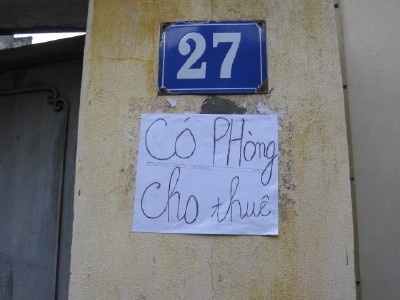 27
Có PHòng
cho thuê